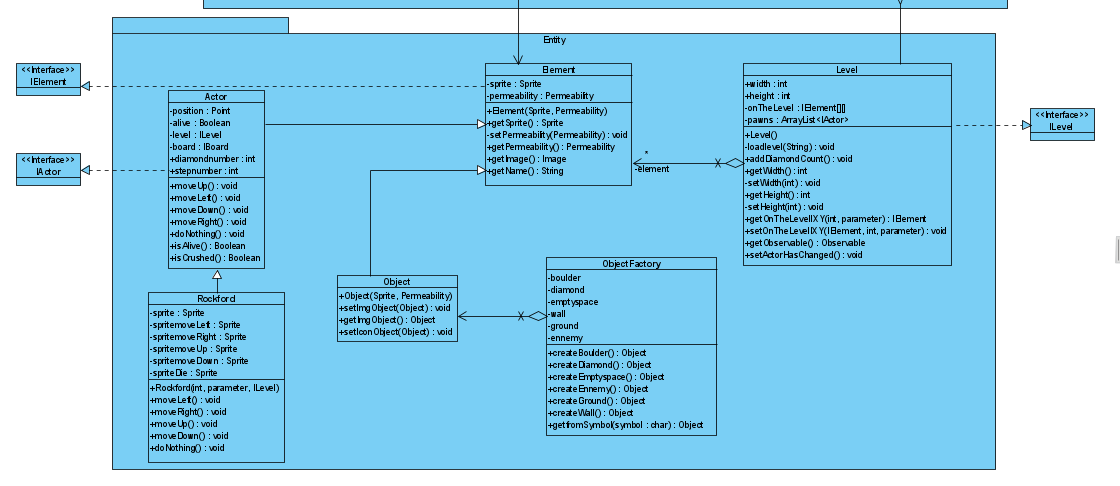 Entity
<<Interface>>
IElement
<<Interface>>
IActor
Actor
-position : Point
-alive : Boolean
-level : ILevel
-board : IBoard
+diamondnumber : int
+stepnumber : int
+moveUp() : void
+moveLeft() : void
+moveDown() : void
+moveRight() : void
+doNothing() : void
+isAlive() : Boolean
+isCrushed() : Boolean
Rockford
-sprite : Sprite
-spritemoveLeft : Sprite
-spritemoveRight : Sprite
-spritemoveUp : Sprite
-spritemoveDown : Sprite
-spriteDie : Sprite
+Rockford(int, parameter, ILevel)
+moveLeft() : void
+moveRight() : void
+moveUp() : void
+moveDown() : void
+doNothing() : void
Element
-sprite : Sprite
-permeability : Permeability
+Element(Sprite, Permeability)
+getSprite() : Sprite
-setPermeability(Permeability) : void
+getPermeability() : Permeability
+getImage() : Image
+getName() : String
*
-element
Object
+Object(Sprite, Permeability)
+setImgObject(Object) : void
+getImgObject() : Object
+setIconObject(Object) : void
ObjectFactory
-boulder
-diamond
-emptyspace
-wall
-ground
-ennemy
+createBoulder() : Object
+createDiamond() : Object
+createEmptyspace() : Object
+createEnnemy() : Object
+createGround() : Object
+createWall() : Object
+getfromSymbol(symbol : char) : Object
Level
+width : int
+height : int
-onTheLevel : IElement[][]
-pawns : ArrayList<IActor>
+Level()
-loadlevel(String) : void
+addDiamondCount() : void
+getWidth() : int
-setWidth(int) : void
+getHeight() : int
-setHeight(int) : void
+getOnTheLevelIXY(int, parameter) : IElement
+setOnTheLevelIXY(IElement, int, parameter) : void
+getObservable() : Observable
+setActorHasChanged() : void
<<Interface>>
ILevel